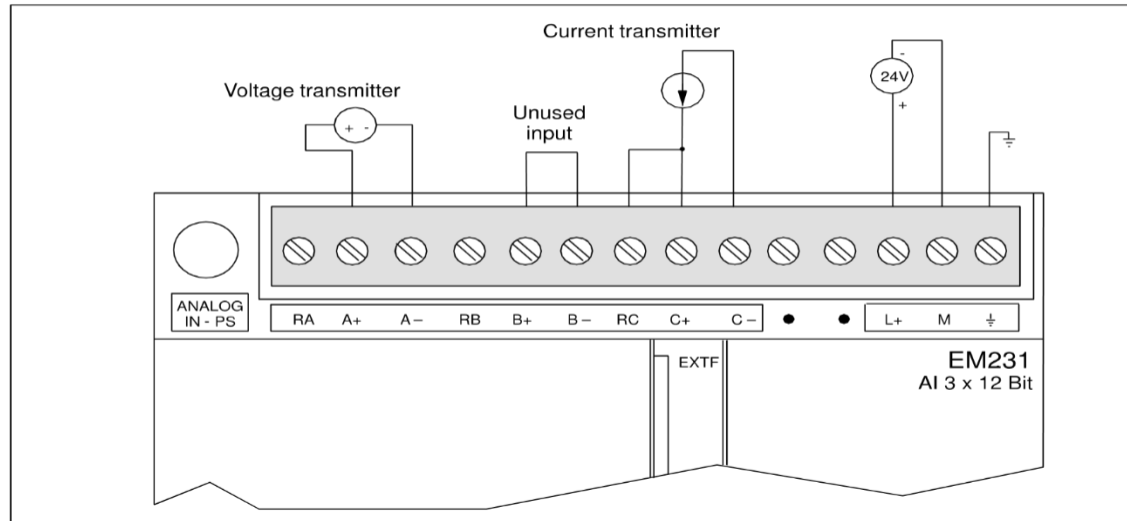 Current transmitter
Voltage transmitter
Unused
input
24V
-
+
+ -
ANALOG
IN - PS
RA A+ A− RB B+ B− RC C+ C− ● ● L+ M ⏚
EXTF
EM231
AI 3 x 12 Bit